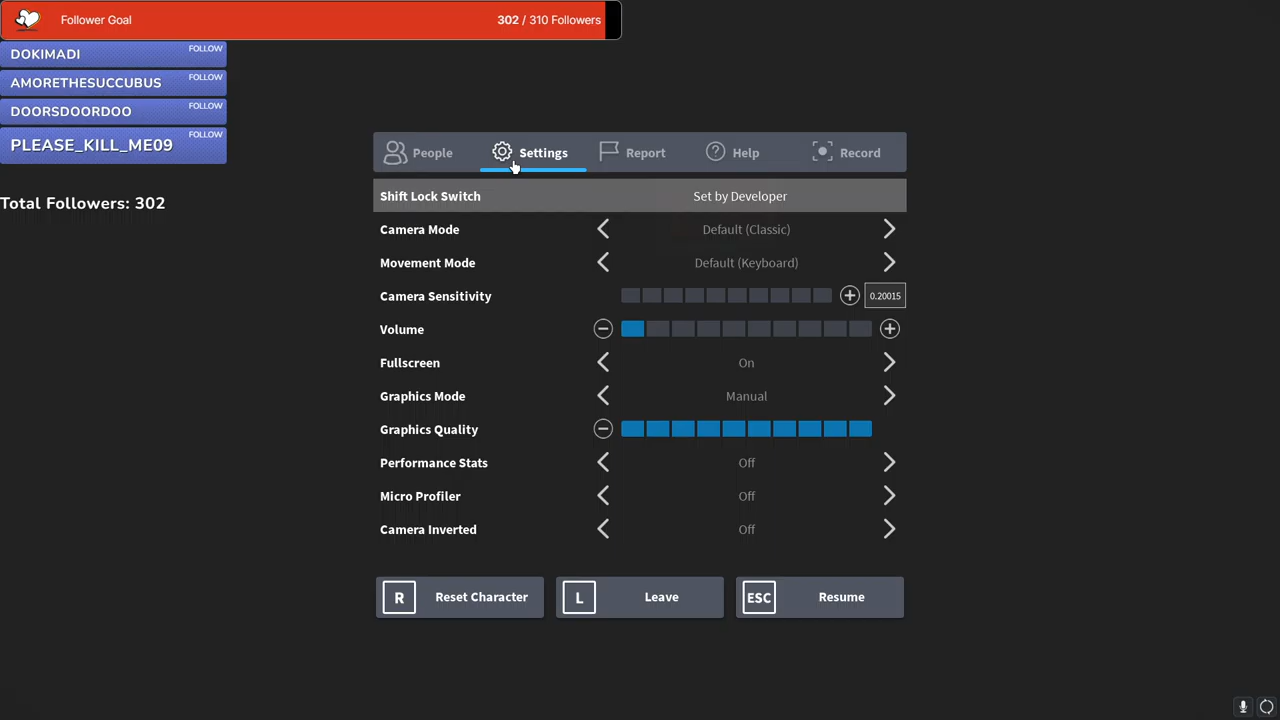 Follower Goal 302 / 310 Followers
DOKIMADI FOLLOW
AMORETHESUCCUBUS FOLLOW
DOORSDOORDOO FOLLOW
PLEASE_KILL_ME09 FOLLOW
Total Followers: 302
People Settings Report Help Record
Shift Lock Switch Set by Developer
Camera Mode Default (Classic)
Movement Mode Default (Keyboard)
Camera Sensitivity 0.20015
Volume
Fullscreen On
Graphics Mode Manual
Graphics Quality
Performance Stats Off
Micro Profiler Off
Camera Inverted Off
R Reset Character L Leave ESC Resume